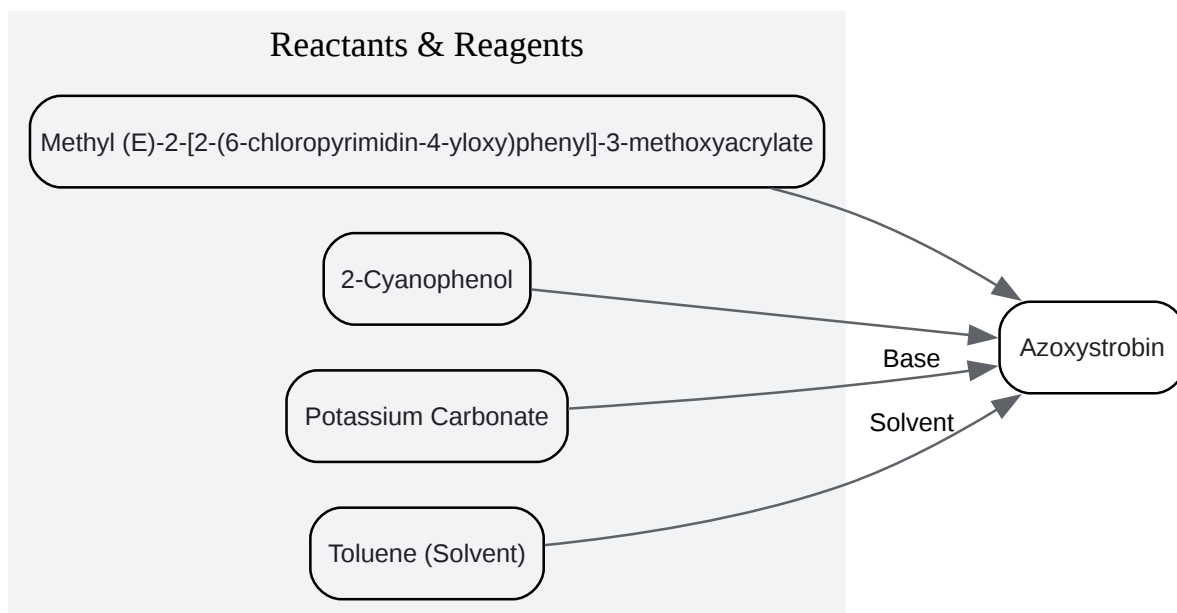 Reactants & Reagents
Methyl (E)-2-[2-(6-chloropyrimidin-4-yloxy)phenyl]-3-methoxyacrylate
2-Cyanophenol
Potassium Carbonate
Toluene (Solvent)
Base
Solvent
Azoxystrobin